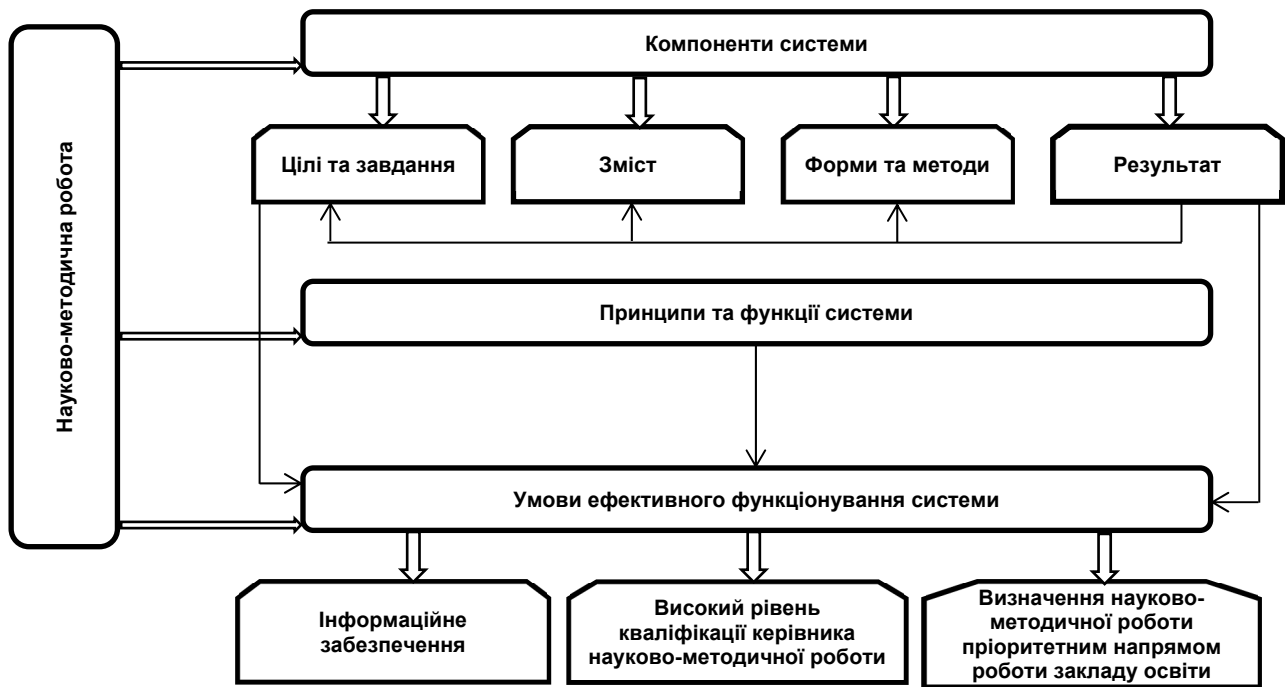 Науково-методична робота
Компоненти системи
Цілі та завдання
Зміст
Форми та методи
Результат
Принципи та функції системи
Умови ефективного функціонування системи
Інформаційне
забезпечення
Високий рівень
кваліфікації керівника
науково-методичної роботи
Визначення науково-
методичної роботи
пріоритетним напрямом
роботи закладу освіти